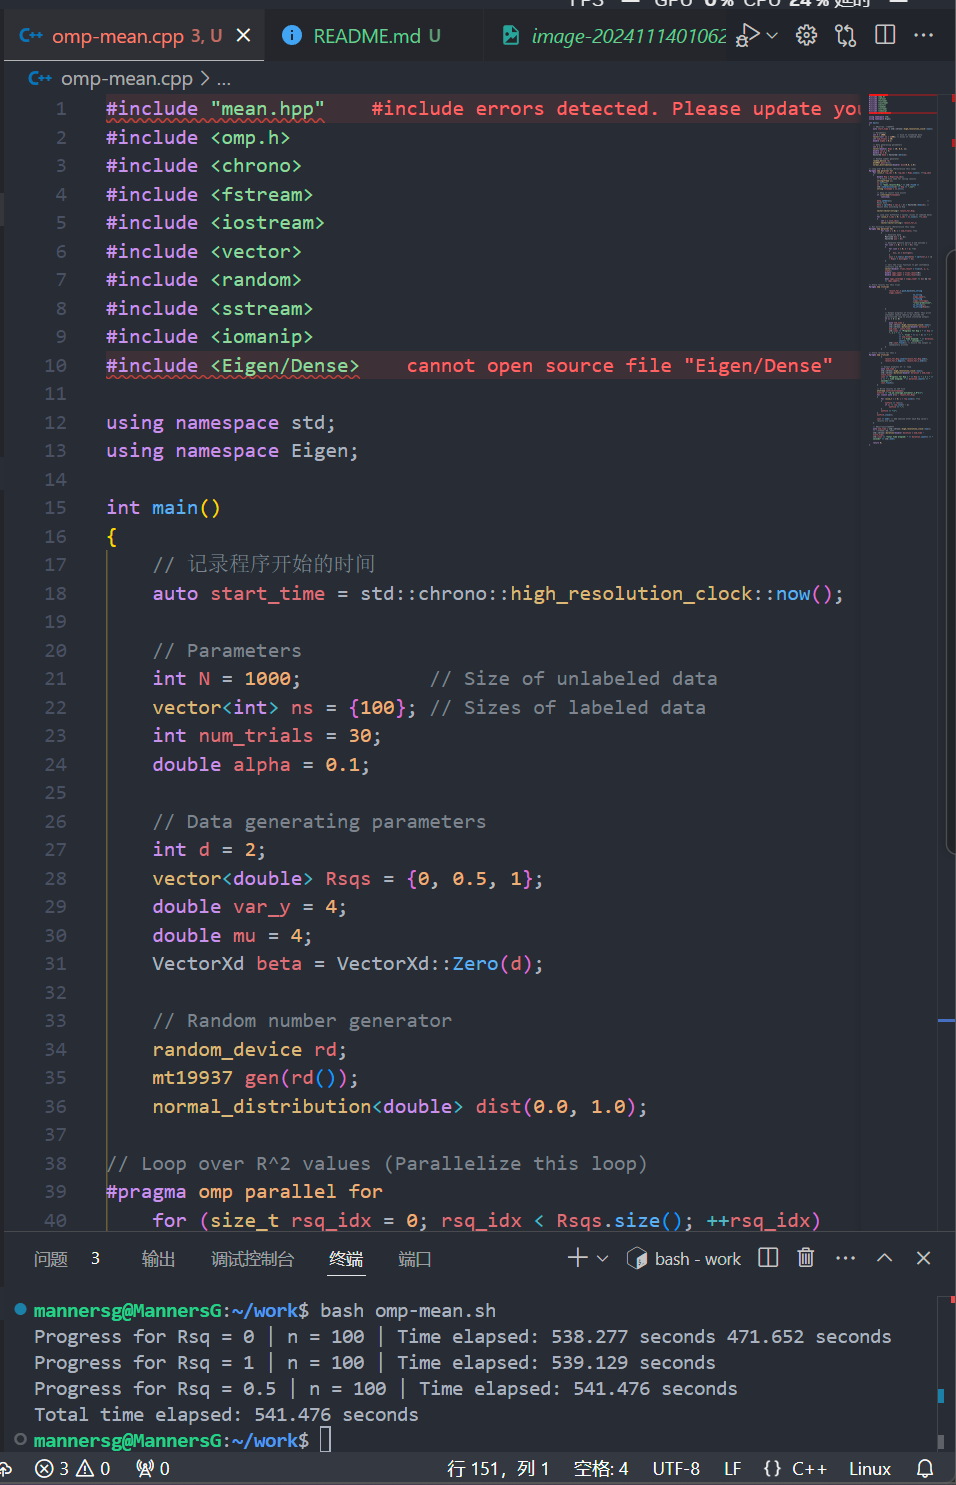 FPS — GPU 0% CPU 24% 延时 —
omp-mean.cpp 3, U
README.md U
image-2024111401062
omp-mean.cpp > ...
1 #include "mean.hpp" #include errors detected. Please update you
2 #include <omp.h>
3 #include <chrono>
4 #include <fstream>
5 #include <iostream>
6 #include <vector>
7 #include <random>
8 #include <sstream>
9 #include <iomanip>
10 #include <Eigen/Dense> cannot open source file "Eigen/Dense"
11
12 using namespace std;
13 using namespace Eigen;
14
15 int main()
16 {
17 // 记录程序开始的时间
18 auto start_time = std::chrono::high_resolution_clock::now();
19
20 // Parameters
21 int N = 1000; // Size of unlabeled data
22 vector<int> ns = {100}; // Sizes of labeled data
23 int num_trials = 30;
24 double alpha = 0.1;
25
26 // Data generating parameters
27 int d = 2;
28 vector<double> Rsqs = {0, 0.5, 1};
29 double var_y = 4;
30 double mu = 4;
31 VectorXd beta = VectorXd::Zero(d);
32
33 // Random number generator
34 random_device rd;
35 mt19937 gen(rd());
36 normal_distribution<double> dist(0.0, 1.0);
37
38 // Loop over R^2 values (Parallelize this loop)
39 #pragma omp parallel for
40 for (size_t rsq_idx = 0; rsq_idx < Rsqs.size(); ++rsq_idx)
问题 3 输出 调试控制台 终端 端口
bash - work
mannersg@MannersG:~/work$ bash omp-mean.sh
Progress for Rsq = 0 | n = 100 | Time elapsed: 538.277 seconds 471.652 seconds
Progress for Rsq = 1 | n = 100 | Time elapsed: 539.129 seconds
Progress for Rsq = 0.5 | n = 100 | Time elapsed: 541.476 seconds
Total time elapsed: 541.476 seconds
mannersg@MannersG:~/work$
3 0 0 行 151, 列 1 空格: 4 UTF-8 LF {} C++ Linux